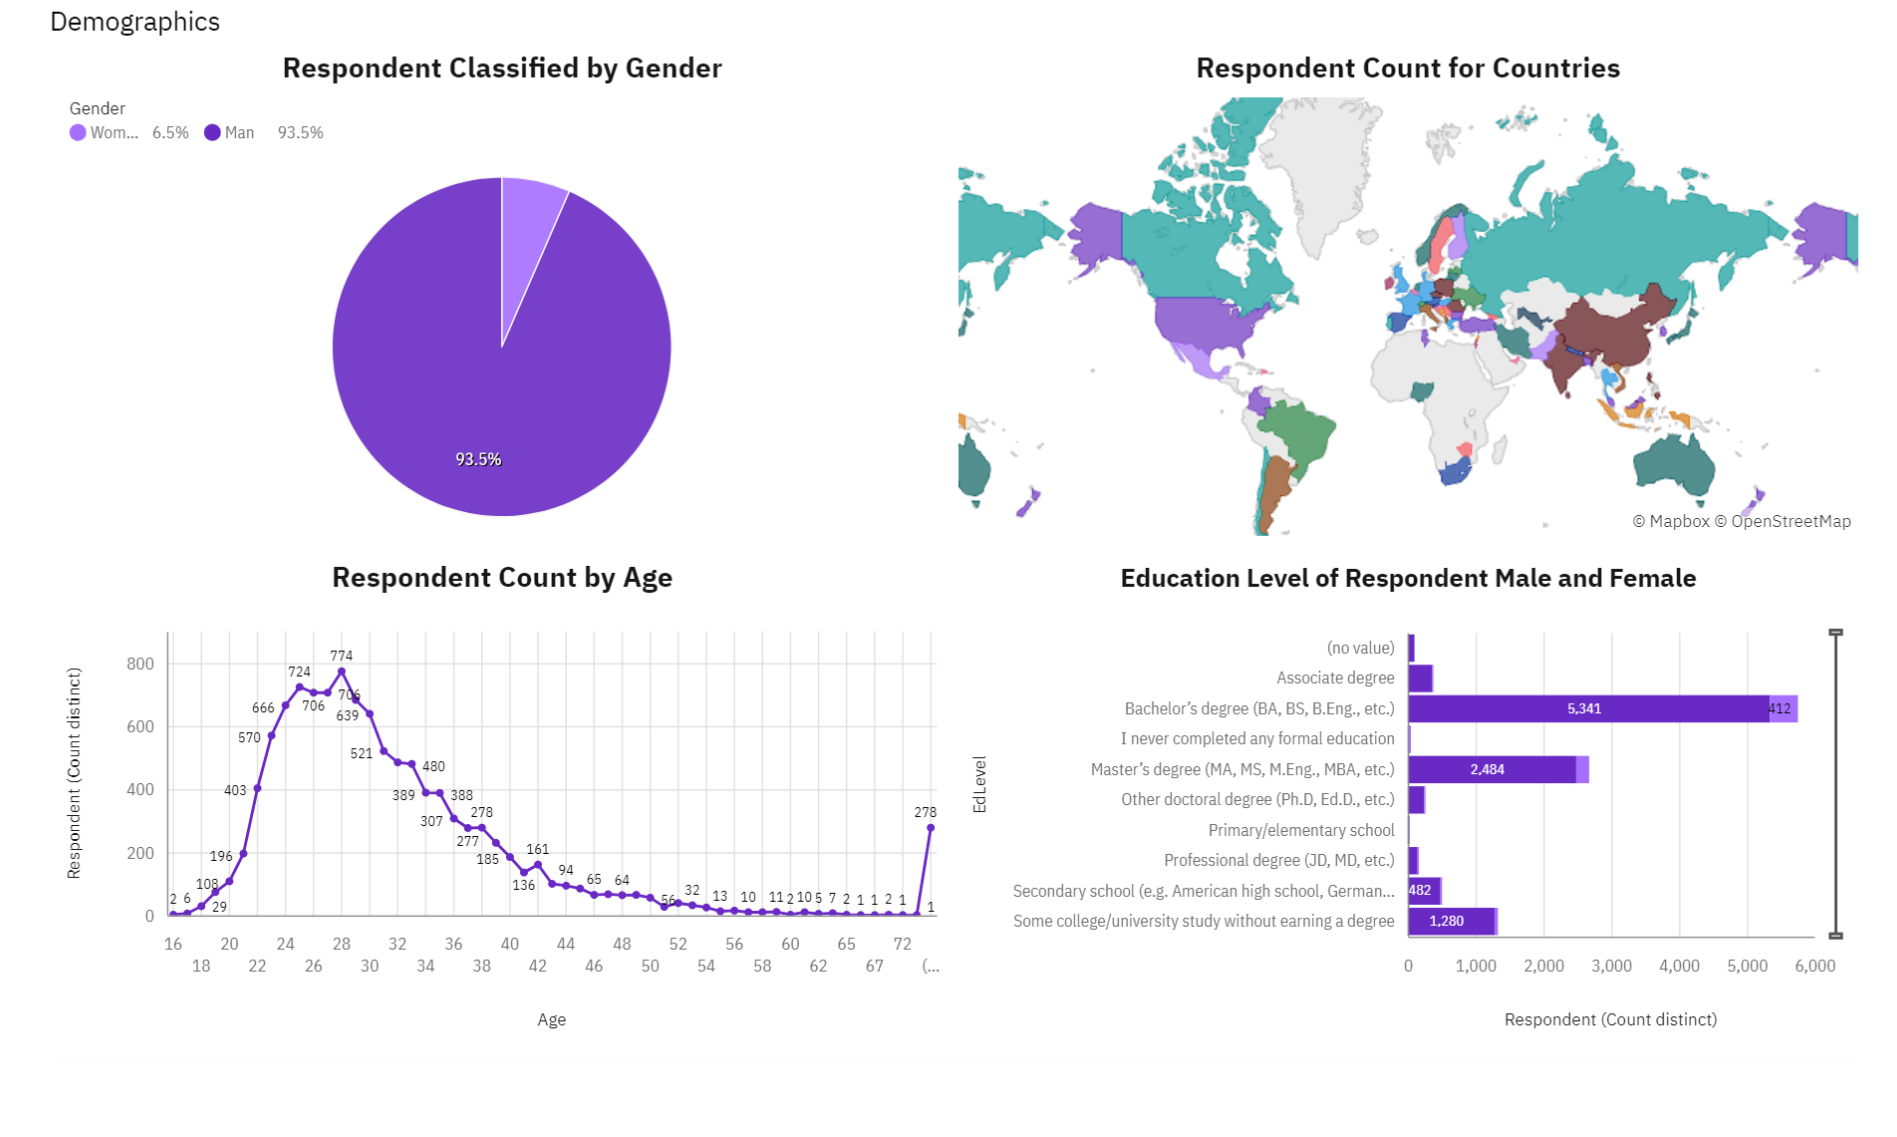 Demographics
Respondent Classified by Gender
Gender
Wom... 6.5% Man 93.5%
93.5%
Respondent Count for Countries
© Mapbox © OpenStreetMap
Respondent Count by Age
Respondent (Count distinct)
800
600
400
200
0
2 6 29 108 196 403 570 666 724 706 774 706 639 521 480 389 388 307 277 278 185 136 161 94 65 64 56 32 13 10 11 2 10 5 7 2 1 1 2 1 1 278
16 20 24 28 32 36 40 44 48 52 56 60 65 72
18 22 26 30 34 38 42 46 50 54 58 62 67 (...
Age
Education Level of Respondent Male and Female
EdLevel
(no value)
Associate degree
Bachelor’s degree (BA, BS, B.Eng., etc.) 5,341 412
I never completed any formal education
Master’s degree (MA, MS, M.Eng., MBA, etc.) 2,484
Other doctoral degree (Ph.D, Ed.D., etc.)
Primary/elementary school
Professional degree (JD, MD, etc.)
Secondary school (e.g. American high school, German... 482
Some college/university study without earning a degree 1,280
0 1,000 2,000 3,000 4,000 5,000 6,000
Respondent (Count distinct)